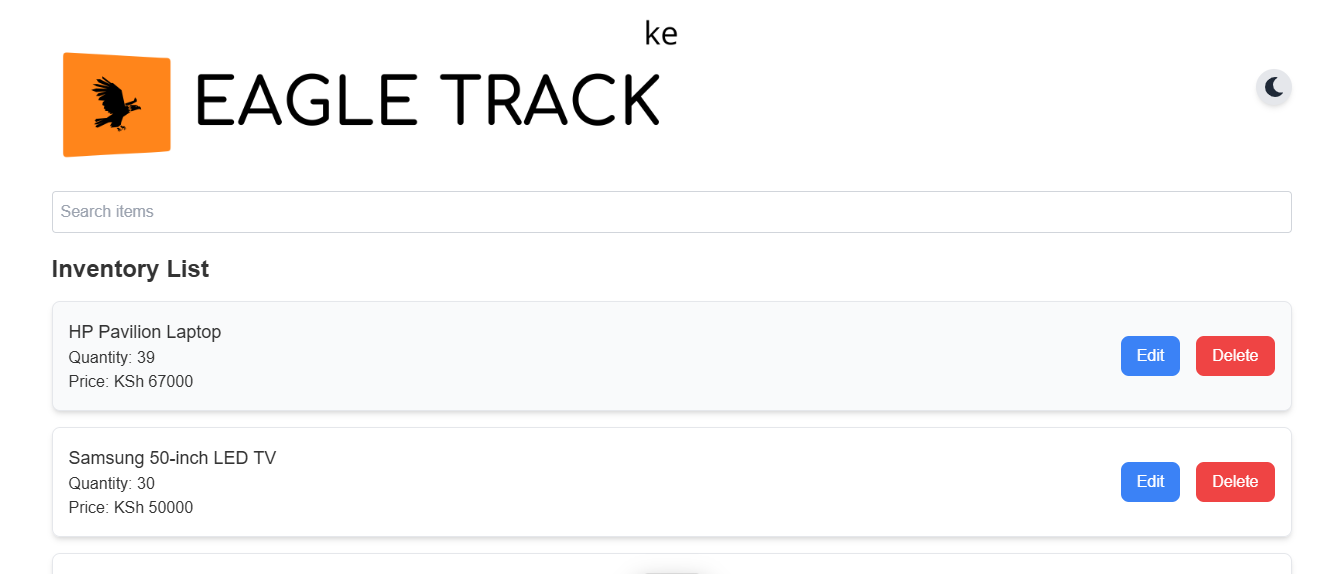 ke
EAGLE TRACK
Search items
Inventory List
HP Pavilion Laptop
Quantity: 39
Price: KSh 67000
Edit
Delete
Samsung 50-inch LED TV
Quantity: 30
Price: KSh 50000
Edit
Delete